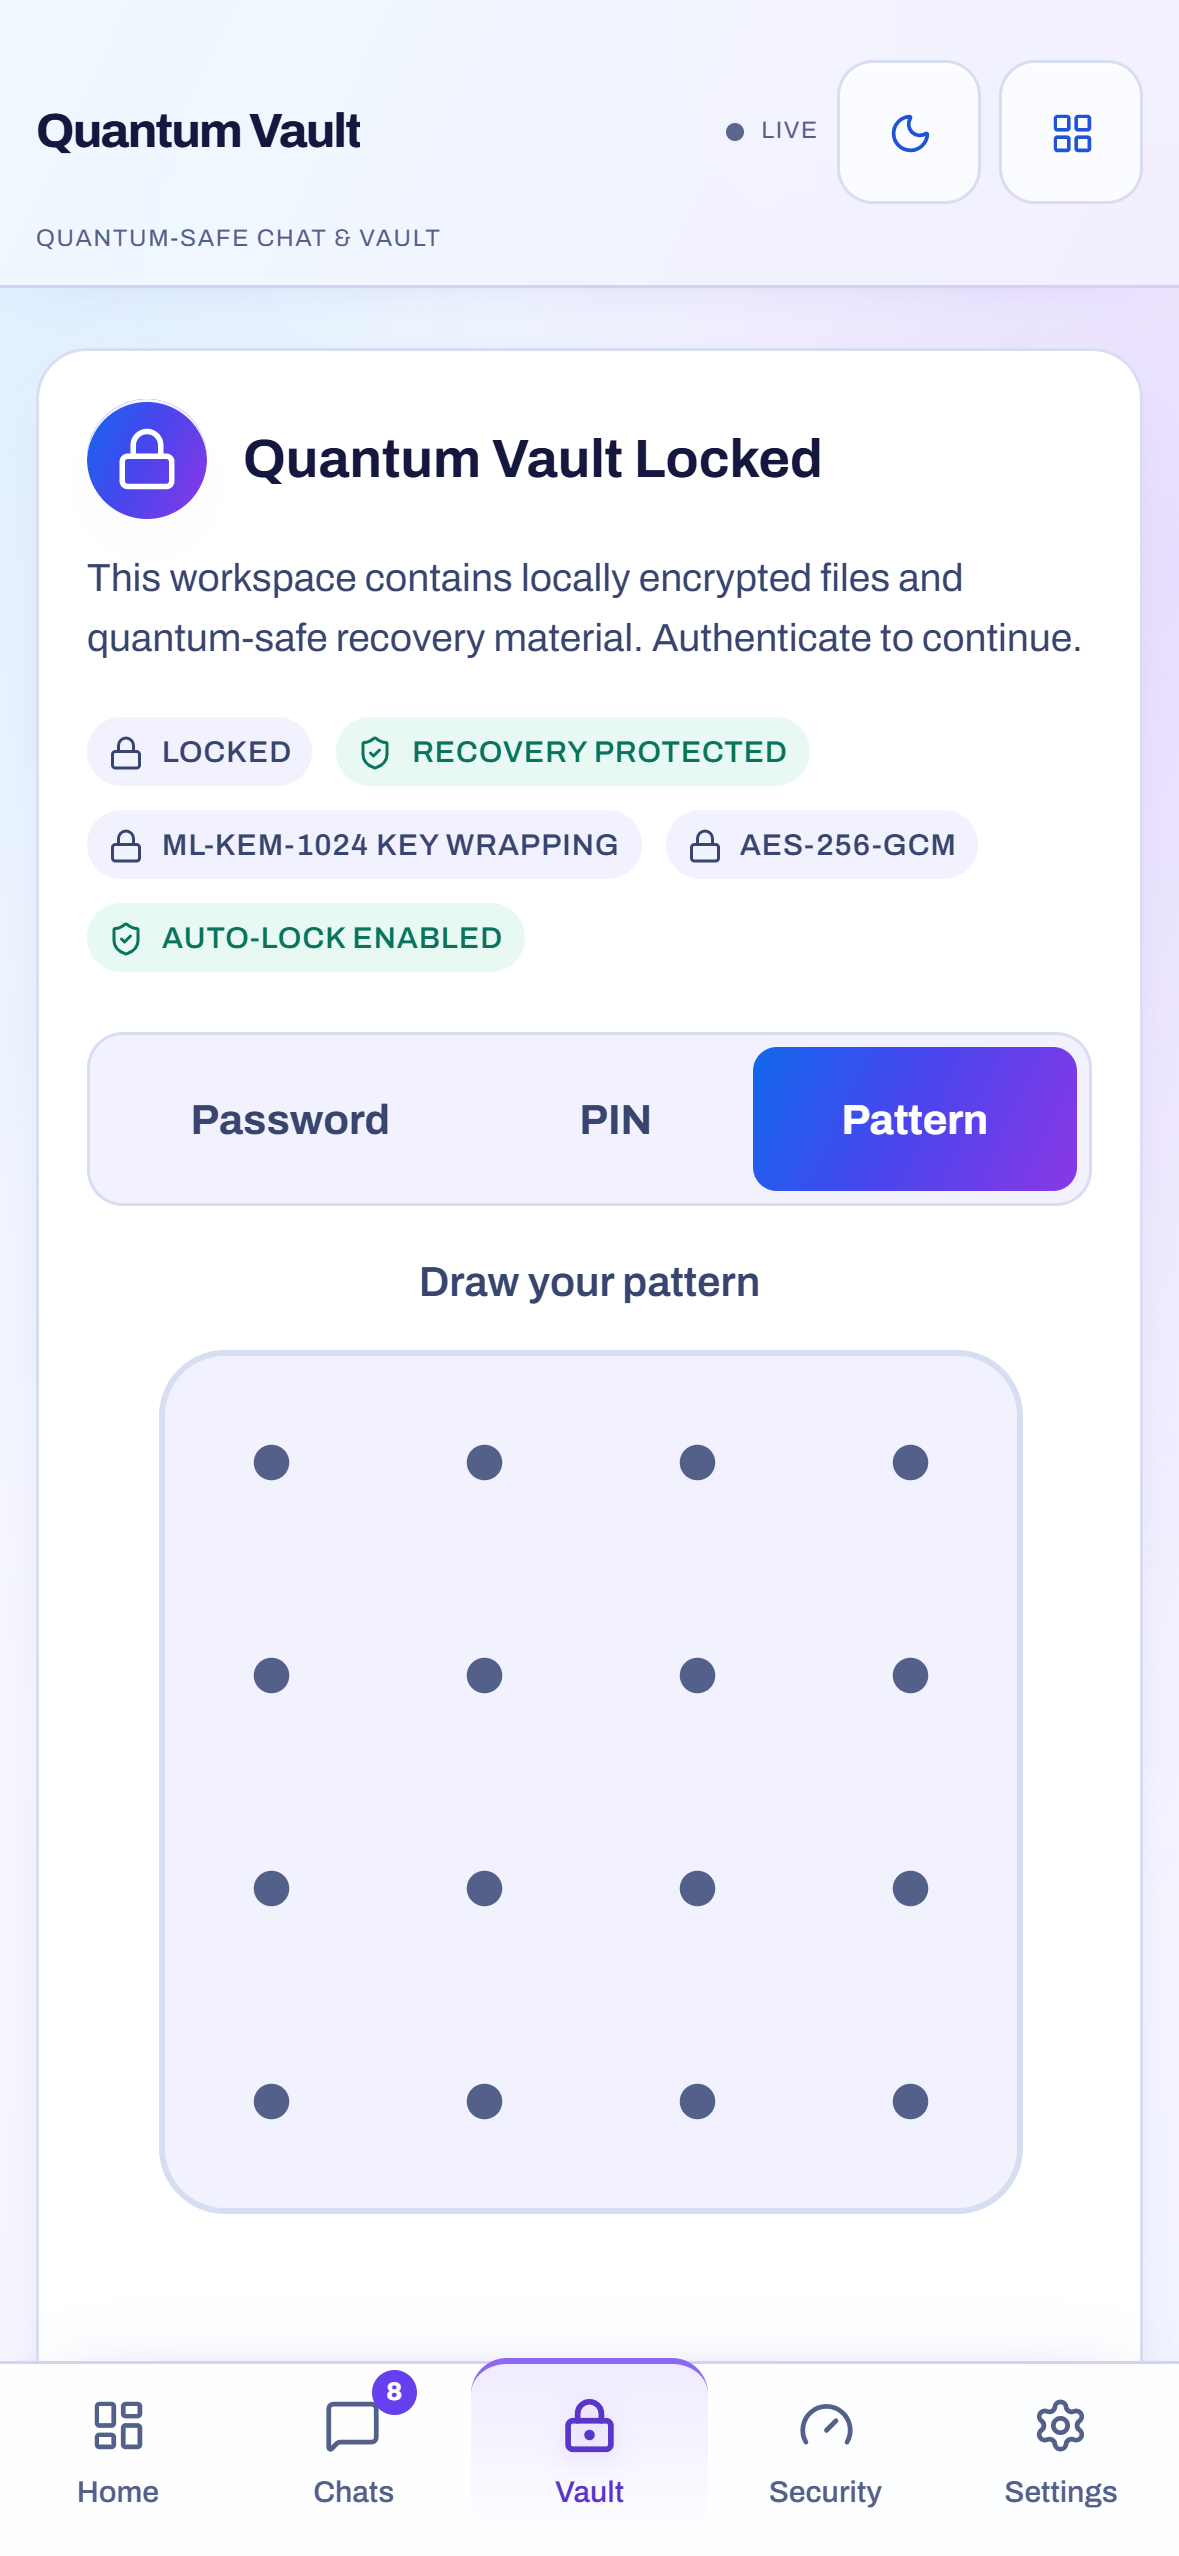 Quantum Vault
LIVE
QUANTUM-SAFE CHAT & VAULT
Quantum Vault Locked
This workspace contains locally encrypted files and
quantum-safe recovery material. Authenticate to continue.
LOCKED
RECOVERY PROTECTED
ML-KEM-1024 KEY WRAPPING
AES-256-GCM
AUTO-LOCK ENABLED
Password
PIN
Pattern
Draw your pattern
8
Home
Chats
Vault
Security
Settings